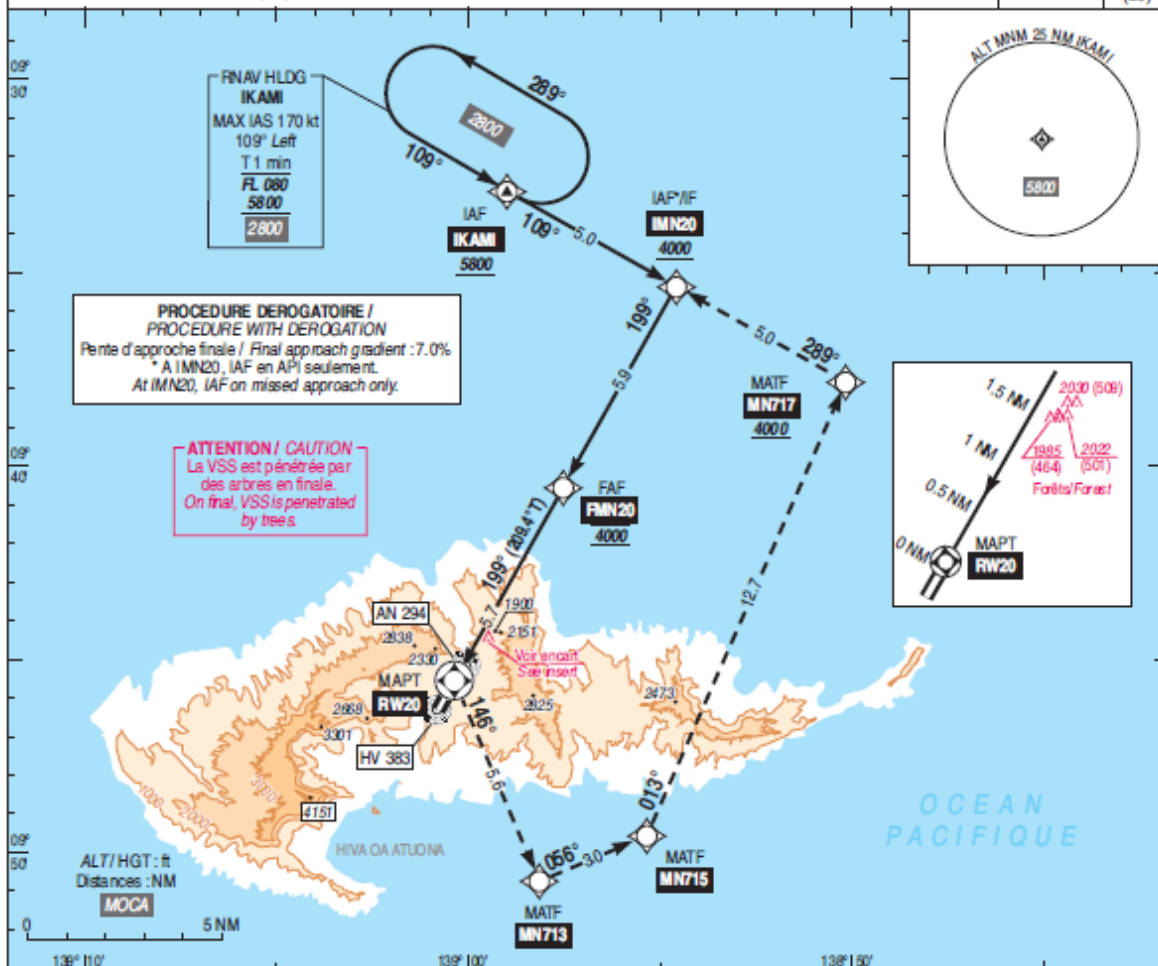 09°
30'
RNAV HLDG
IKAMI
MAX IAS 170 kt
109° Left
T 1 min
FL 080
5800
2800
289°
2800
109°
ALT MNM 25 NM IKAMI
5800
IAF
IKAMI
5800
109°
5.0
IAF*/IF
IMN20
4000
PROCEDURE DEROGATOIRE /
PROCEDURE WITH DEROGATION
Pente d'approche finale / Final approach gradient : 7.0%
* A IMN20, IAF en API seulement.
At IMN20, IAF on missed approach only.
199°
5.9
5.0
289°
MATF
MN717
4000
ATTENTION / CAUTION
La VSS est pénétrée par
des arbres en finale.
On final, VSS is penetrated
by trees.
09°
40'
FAF
FMN20
4000
199° (209.4°T)
5.7
12.7
1.5 NM
1 NM
0.5 NM
0 NM
2030 (509)
1985
(464)
2022
(501)
Forêts/Forest
MAPT
RW20
AN 294
1900
2151
2838
2330
Voir encart
See insert
MAPT
RW20
2668
3301
HV 383
2825
2473
146°
5.6
3100
1000
2000
4151
HIVA OA ATUONA
013°
056°
3.0
MATF
MN715
MATF
MN713
OCEAN
PACIFIQUE
09°
50'
ALT/ HGT : ft
Distances : NM
MOCA
0
5 NM
139° 10'
139° 00'
138° 50'